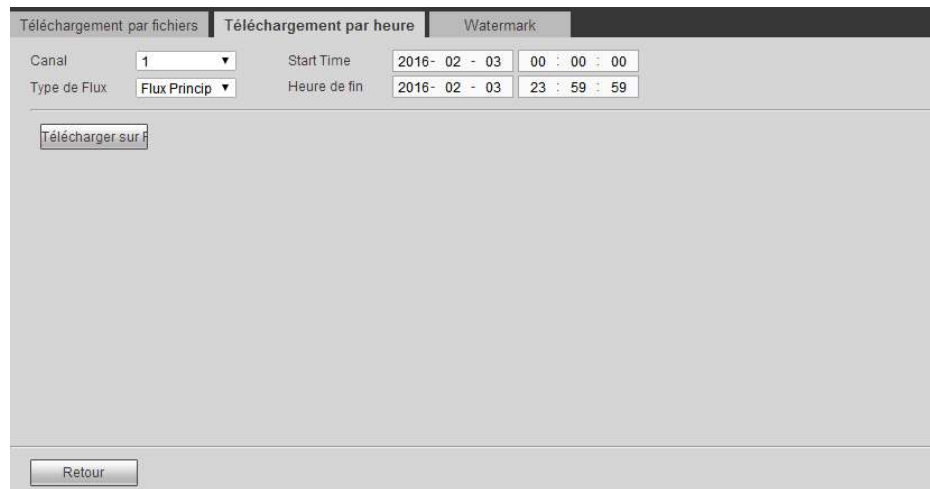 Téléchargement par fichiers Téléchargement par heure Watermark
Canal 1 Start Time 2016- 02 - 03 00 : 00 : 00
Type de Flux Flux Princip Heure de fin 2016- 02 - 03 23 : 59 : 59
Télécharger sur
Retour